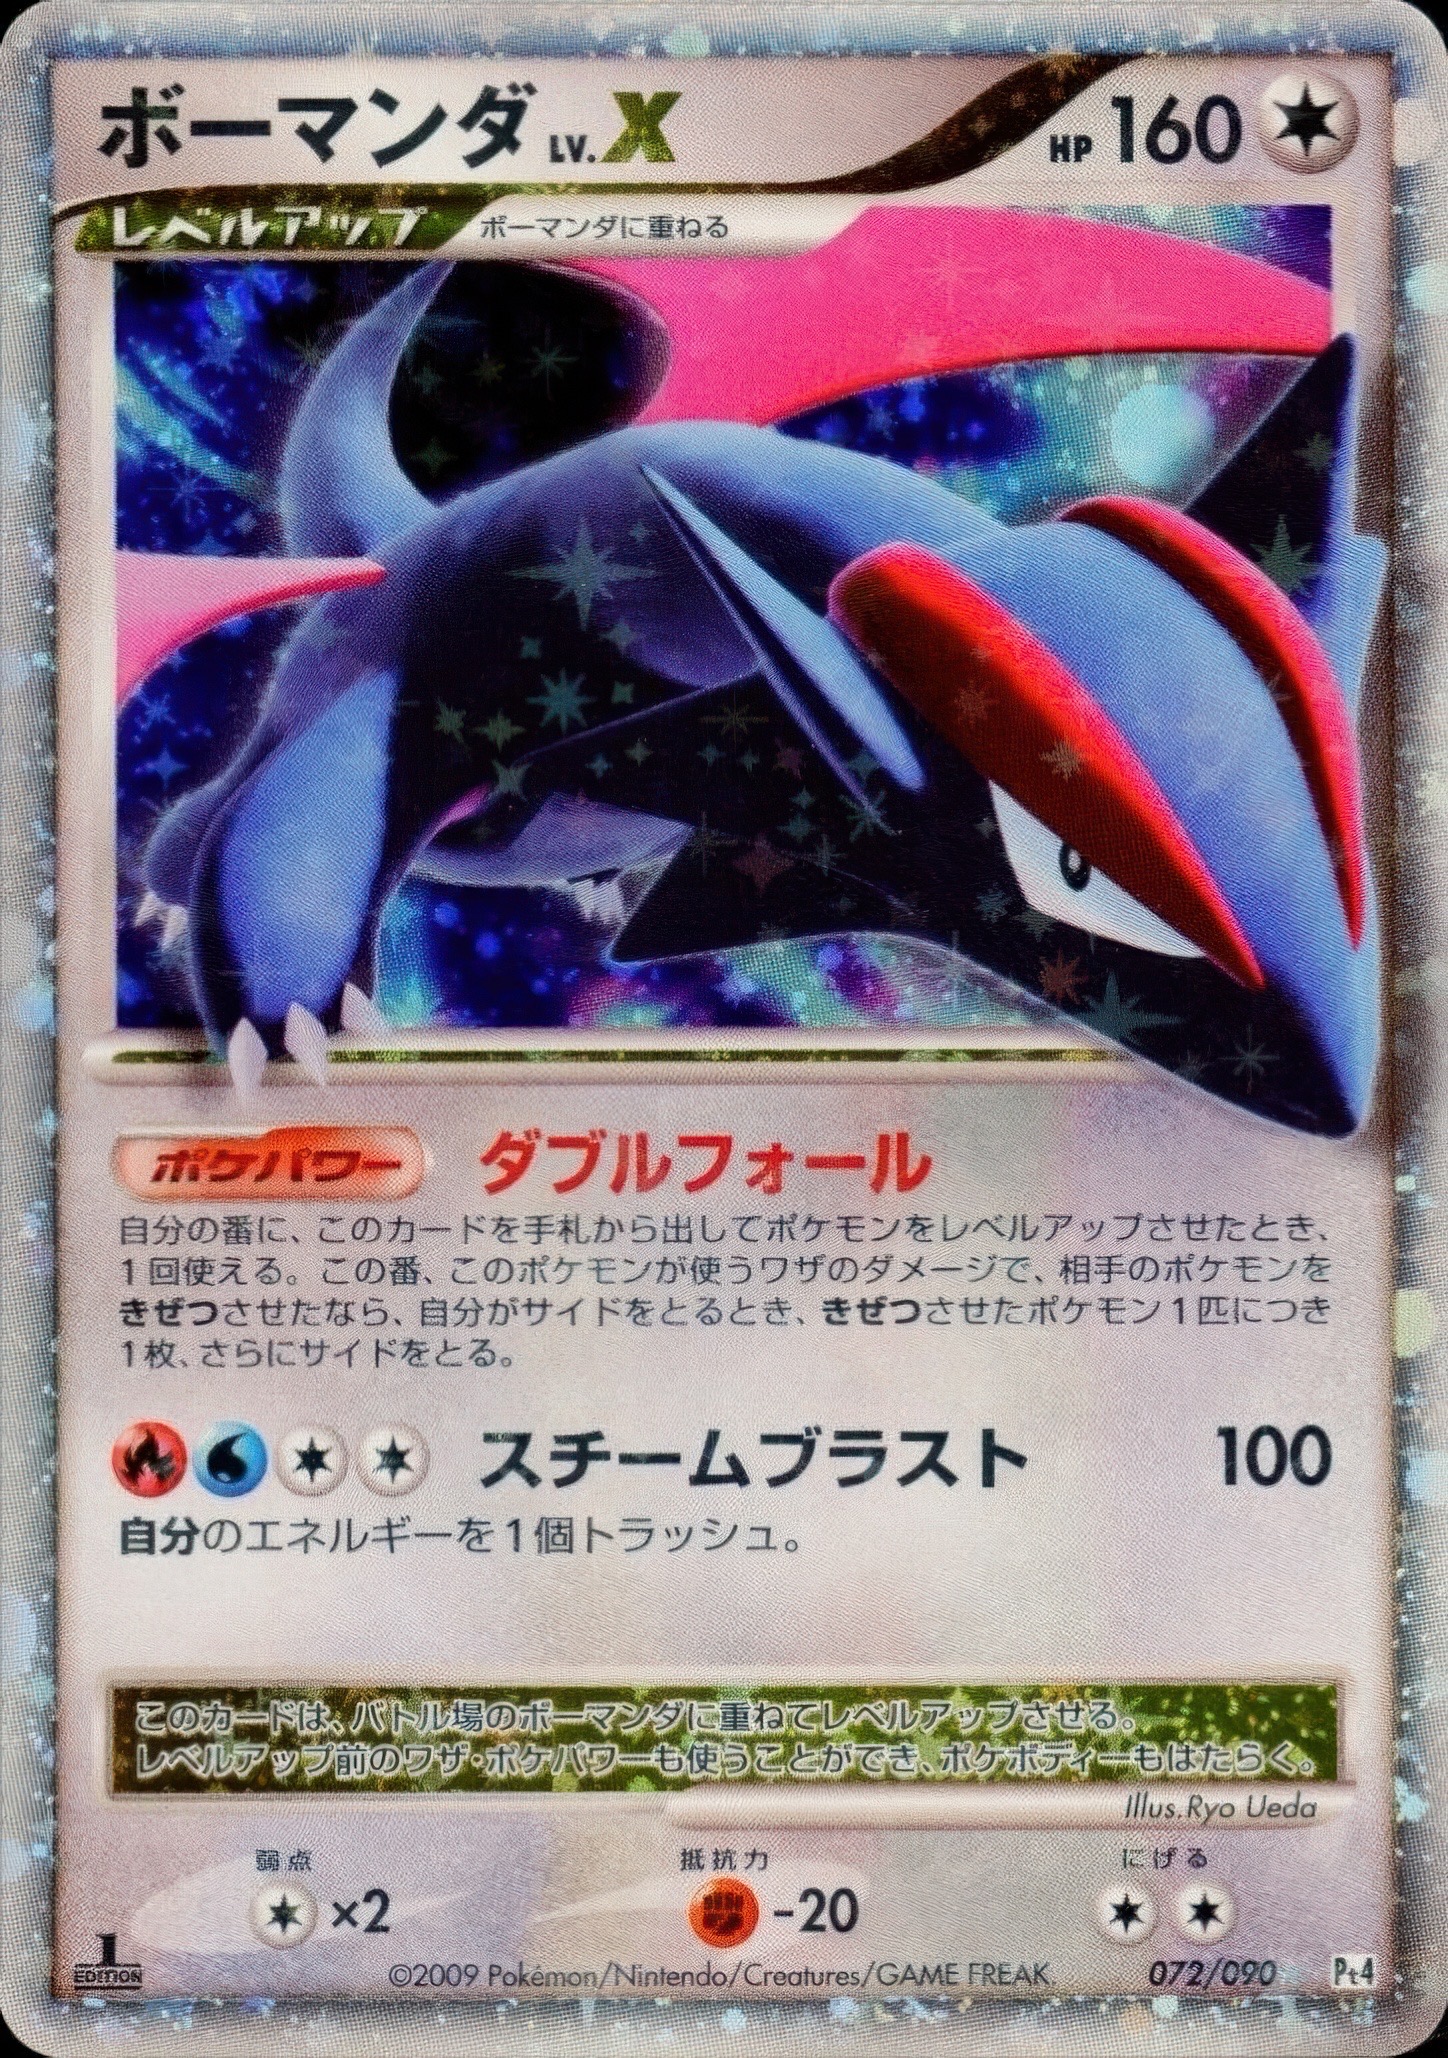 ボーマンダ LV.X HP 160
レベルアップ ボーマンダに重ねる
ポケパワー ダブルフォール
自分の番に、このカードを手札から出してポケモンをレベルアップさせたとき、
1回使える。この番、このポケモンが使うワザのダメージで、相手のポケモンを
きぜつさせたなら、自分がサイドをとるとき、きぜつさせたポケモン1匹につき
1枚、さらにサイドをとる。
スチームブラスト 100
自分のエネルギーを1個トラッシュ。
このカードは、バトル場のボーマンダに重ねてレベルアップさせる。
レベルアップ前のワザ・ポケパワーも使うことができ、ポケボディーもはたらく。
Illus.Ryo Ueda
弱点 抵抗力 にげる
×2 -20
1 EDITION ©2009 Pokémon/Nintendo/Creatures/GAME FREAK. 072/090 Pt4